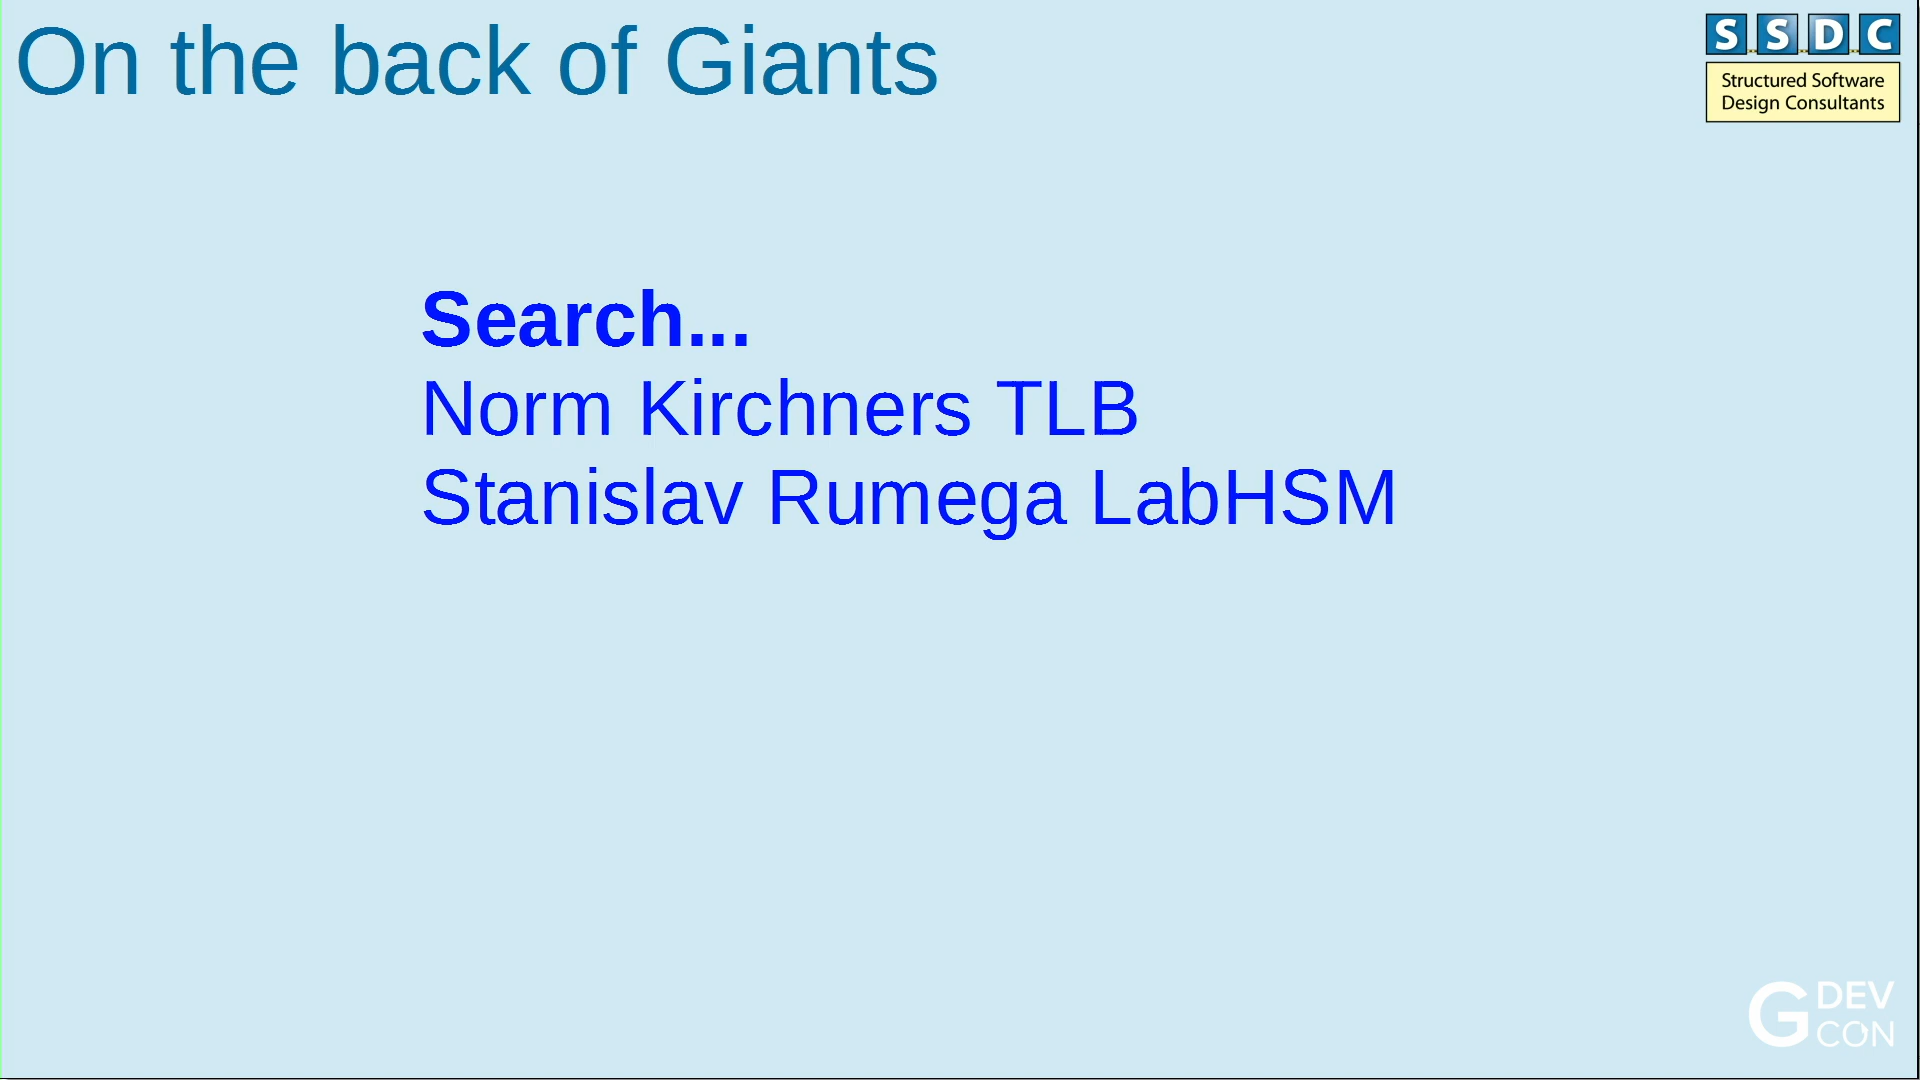 On the back of Giants
S S D C
Structured Software
Design Consultants
Search...
Norm Kirchners TLB
Stanislav Rumega LabHSM
G DEV
CON